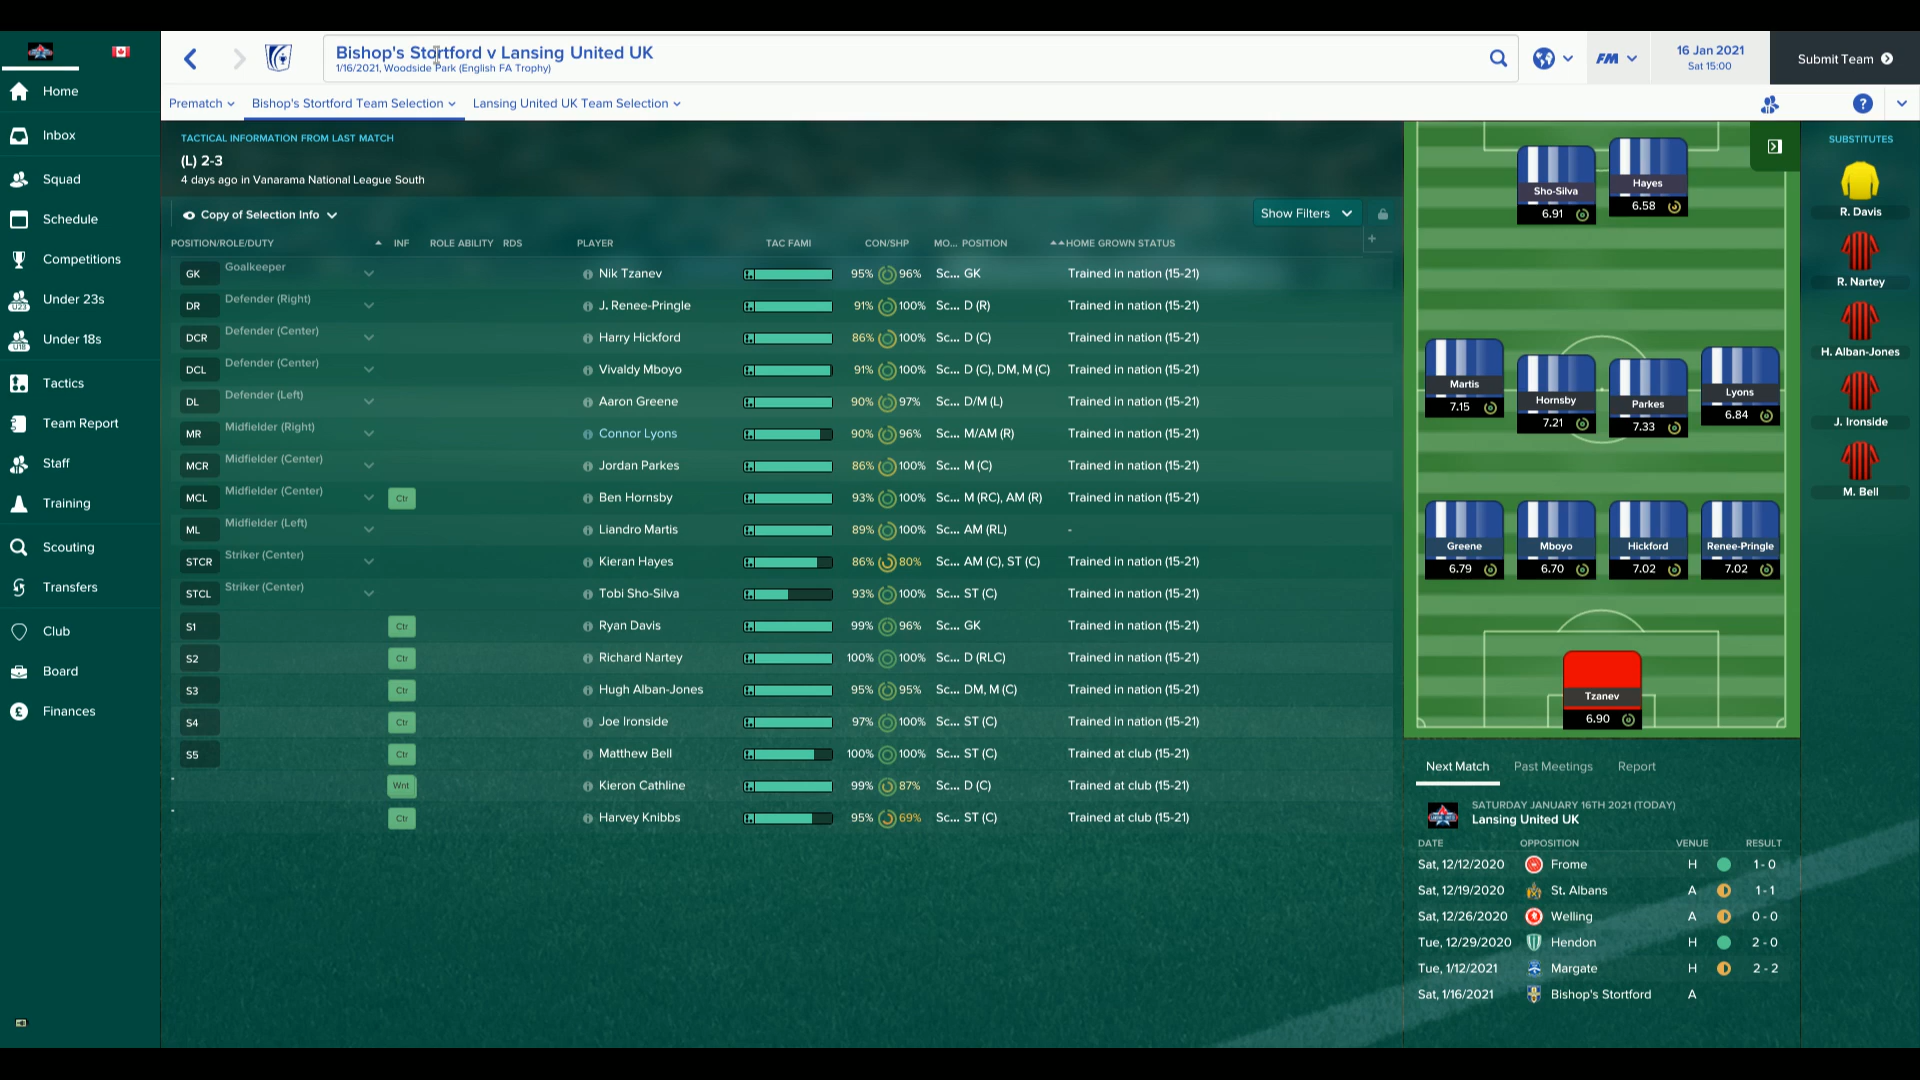 Bishop's Stortford v Lansing United UK
1/16/2021, Woodside Park (English FA Trophy)
FM
16 Jan 2021
Sat 15:00
Submit Team
Prematch
Bishop's Stortford Team Selection
Lansing United UK Team Selection
?
Home
Inbox
Squad
Schedule
Competitions
Under 23s
Under 18s
Tactics
Team Report
Staff
Training
Scouting
Transfers
Club
Board
Finances
TACTICAL INFORMATION FROM LAST MATCH
(L) 2-3
4 days ago in Vanarama National League South
Copy of Selection Info
Show Filters
POSITION/ROLE/DUTY INF ROLE ABILITY RDS PLAYER TAC FAMI CON/SHP MO... POSITION HOME GROWN STATUS
GK Goalkeeper Nik Tzanev 95% 96% Sc... GK Trained in nation (15-21)
DR Defender (Right) J. Renee-Pringle 91% 100% Sc... D (R) Trained in nation (15-21)
DCR Defender (Center) Harry Hickford 86% 100% Sc... D (C) Trained in nation (15-21)
DCL Defender (Center) Vivaldy Mboyo 91% 100% Sc... D (C), DM, M (C) Trained in nation (15-21)
DL Defender (Left) Aaron Greene 90% 97% Sc... D/M (L) Trained in nation (15-21)
MR Midfielder (Right) Connor Lyons 90% 96% Sc... M/AM (R) Trained in nation (15-21)
MCR Midfielder (Center) Jordan Parkes 86% 100% Sc... M (C) Trained in nation (15-21)
MCL Midfielder (Center) Ctr Ben Hornsby 93% 100% Sc... M (RC), AM (R) Trained in nation (15-21)
ML Midfielder (Left) Liandro Martis 89% 100% Sc... AM (RL) -
STCR Striker (Center) Kieran Hayes 86% 80% Sc... AM (C), ST (C) Trained in nation (15-21)
STCL Striker (Center) Tobi Sho-Silva 93% 100% Sc... ST (C) Trained in nation (15-21)
S1 Ctr Ryan Davis 99% 96% Sc... GK Trained in nation (15-21)
S2 Ctr Richard Nartey 100% 100% Sc... D (RLC) Trained in nation (15-21)
S3 Ctr Hugh Alban-Jones 95% 95% Sc... DM, M (C) Trained in nation (15-21)
S4 Ctr Joe Ironside 97% 100% Sc... ST (C) Trained in nation (15-21)
S5 Ctr Matthew Bell 100% 100% Sc... ST (C) Trained at club (15-21)
- Wnt Kieron Cathline 99% 87% Sc... D (C) Trained at club (15-21)
- Ctr Harvey Knibbs 95% 69% Sc... ST (C) Trained at club (15-21)
Sho-Silva
6.91
Hayes
6.58
Martis
7.15
Hornsby
7.21
Parkes
7.33
Lyons
6.84
Greene
6.79
Mboyo
6.70
Hickford
7.02
Renee-Pringle
7.02
Tzanev
6.90
SUBSTITUTES
R. Davis
R. Nartey
H. Alban-Jones
J. Ironside
M. Bell
Next Match Past Meetings Report
SATURDAY JANUARY 16TH 2021 (TODAY)
Lansing United UK
DATE OPPOSITION VENUE RESULT
Sat, 12/12/2020 Frome H 1 - 0
Sat, 12/19/2020 St. Albans A 1 - 1
Sat, 12/26/2020 Welling A 0 - 0
Tue, 12/29/2020 Hendon H 2 - 0
Tue, 1/12/2021 Margate H 2 - 2
Sat, 1/16/2021 Bishop's Stortford A